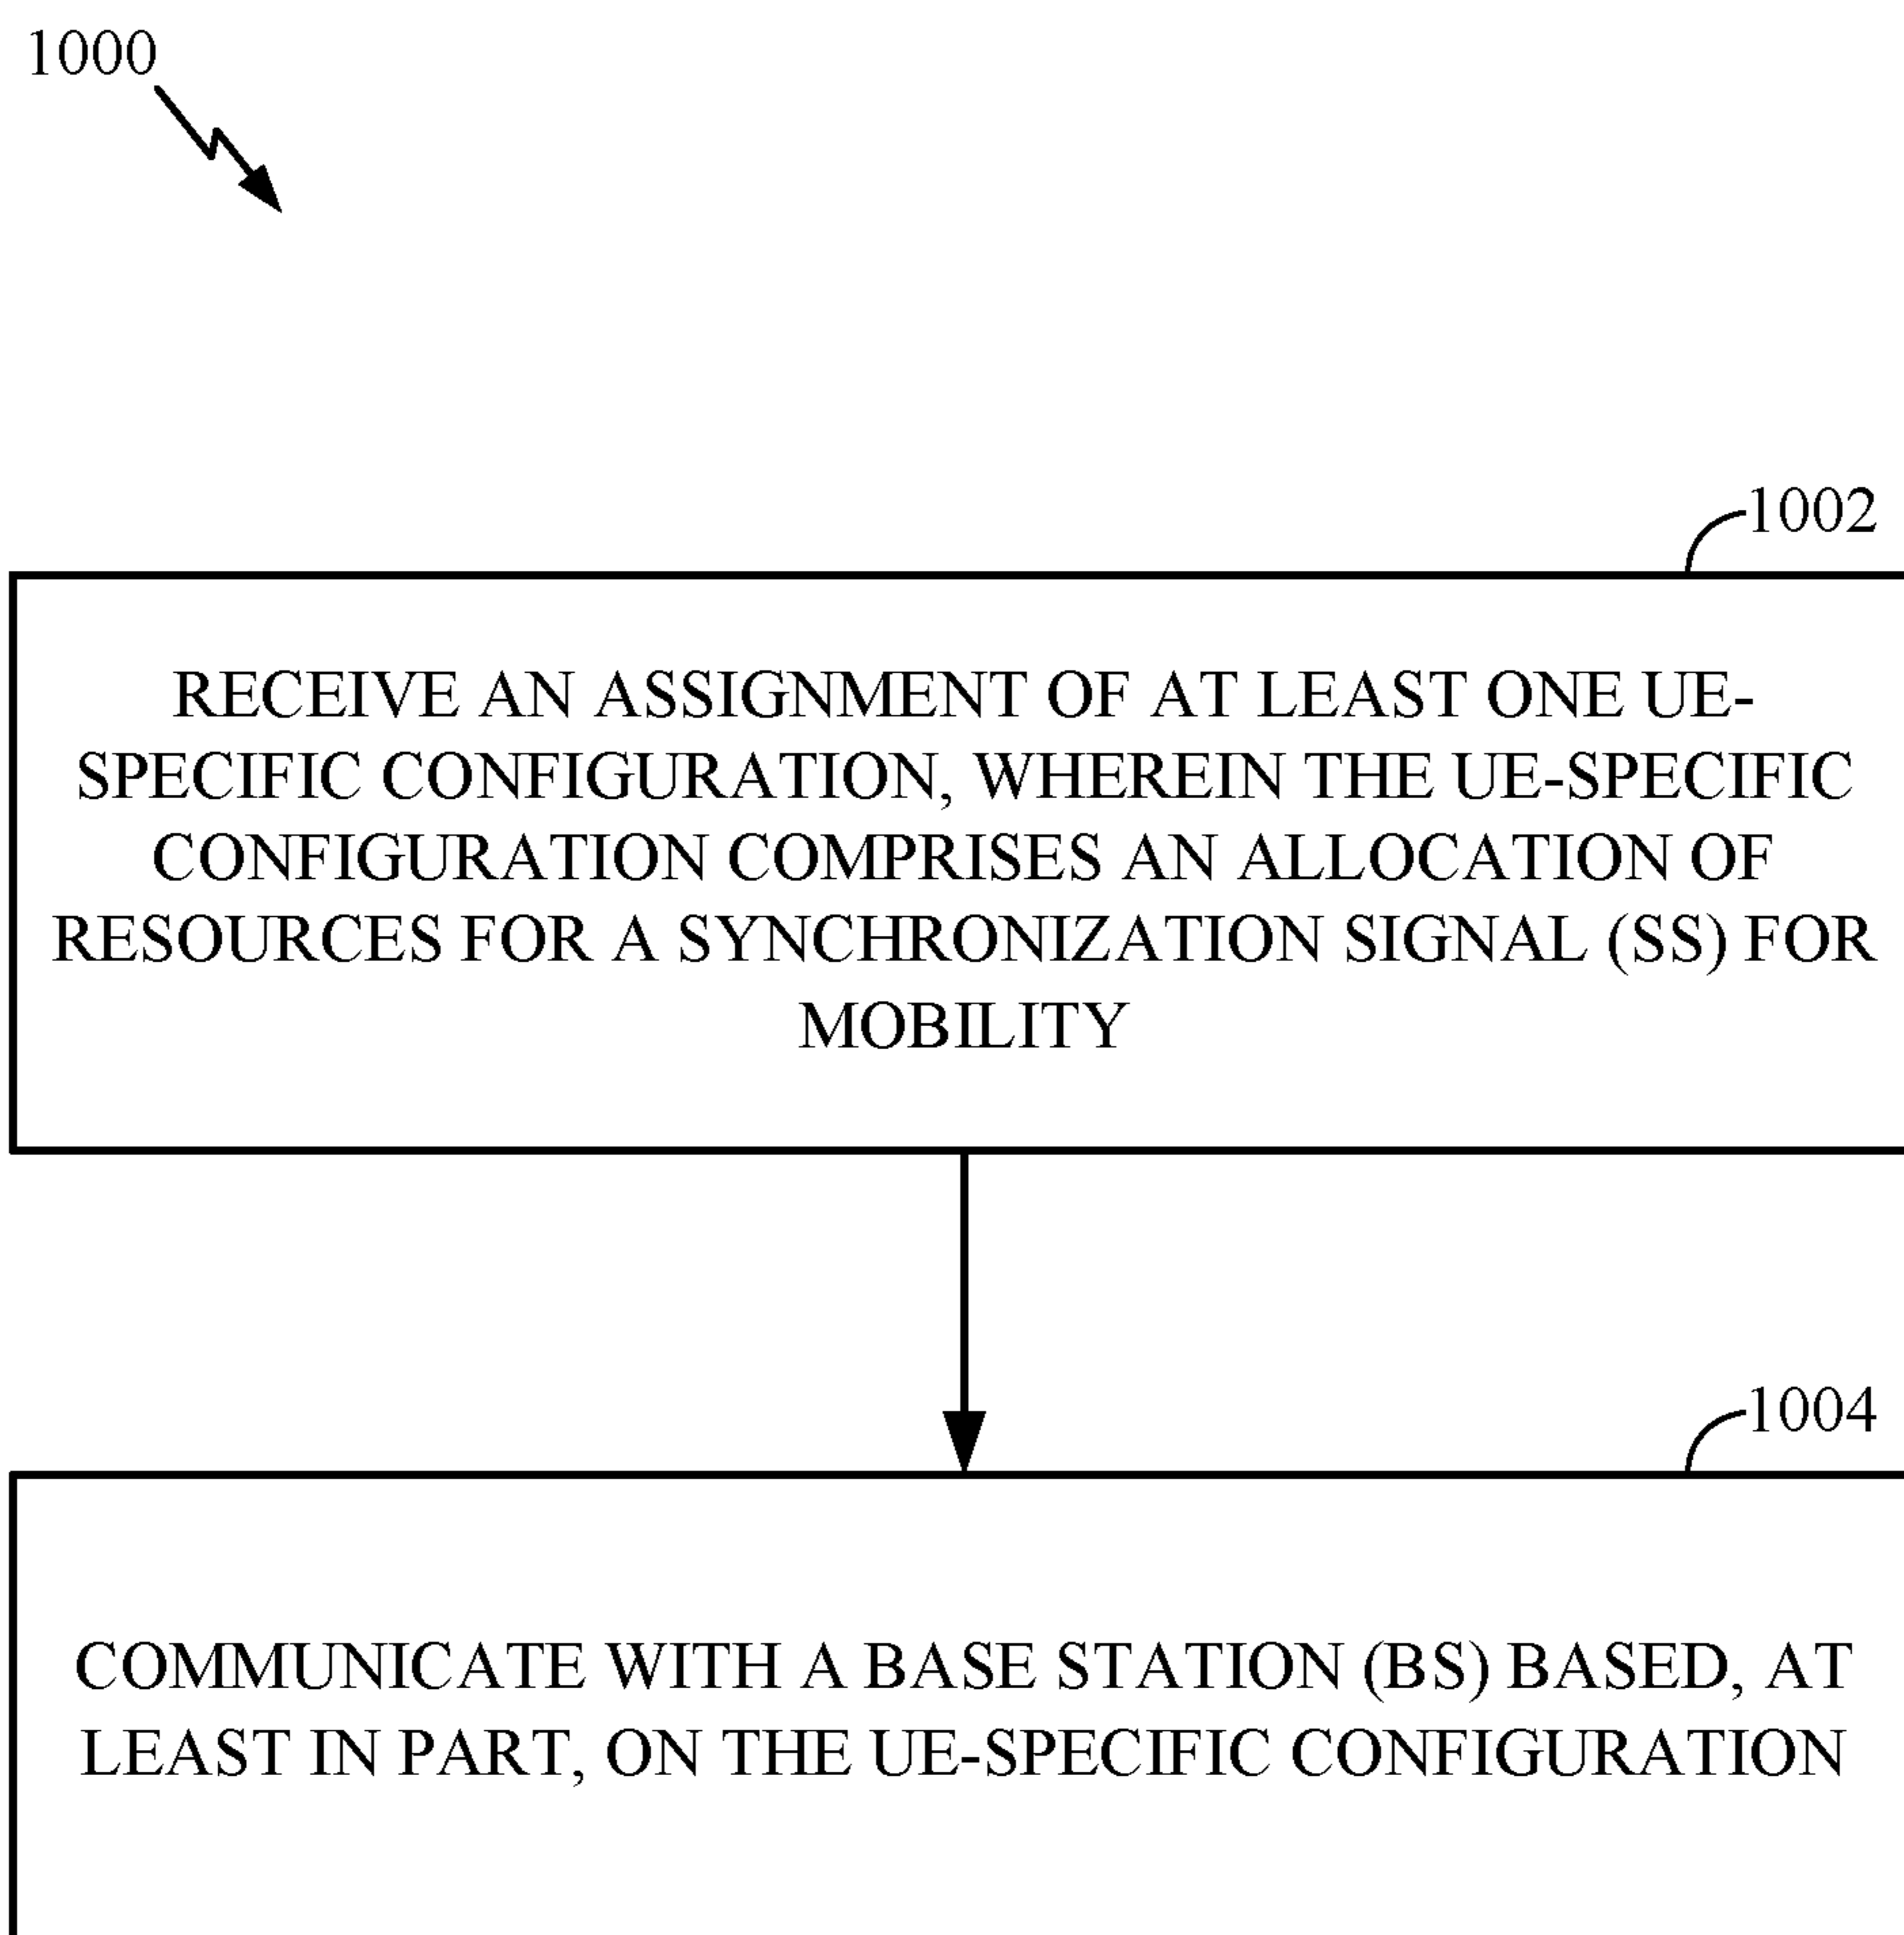 1000
1002
RECEIVE AN ASSIGNMENT OF AT LEAST ONE UE-
SPECIFIC CONFIGURATION, WHEREIN THE UE-SPECIFIC
CONFIGURATION COMPRISES AN ALLOCATION OF
RESOURCES FOR A SYNCHRONIZATION SIGNAL (SS) FOR
MOBILITY
1004
COMMUNICATE WITH A BASE STATION (BS) BASED, AT
LEAST IN PART, ON THE UE-SPECIFIC CONFIGURATION